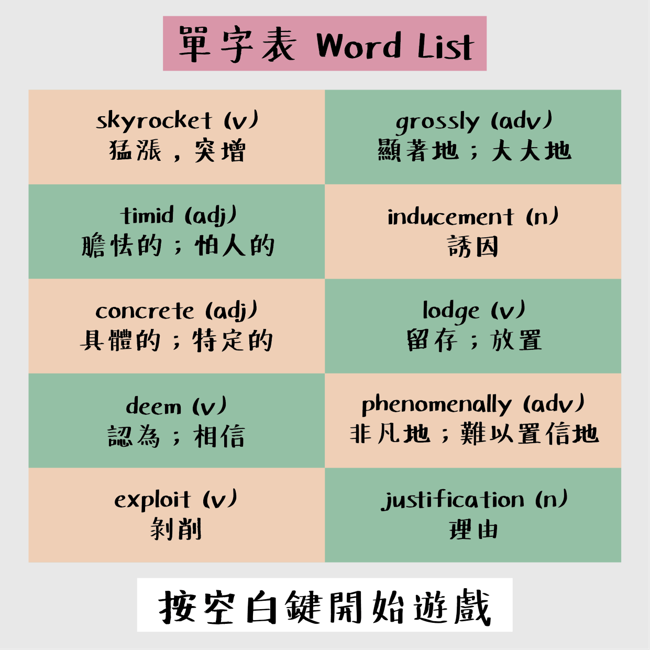 單字表 Word List
skyrocket (v)
猛漲，突增
grossly (adv)
顯著地；大大地
timid (adj)
膽怯的；怕人的
inducement (n)
誘因
concrete (adj)
具體的；特定的
lodge (v)
留存；放置
deem (v)
認為；相信
phenomenally (adv)
非凡地；難以置信地
exploit (v)
剝削
justification (n)
理由
按空白鍵開始遊戲